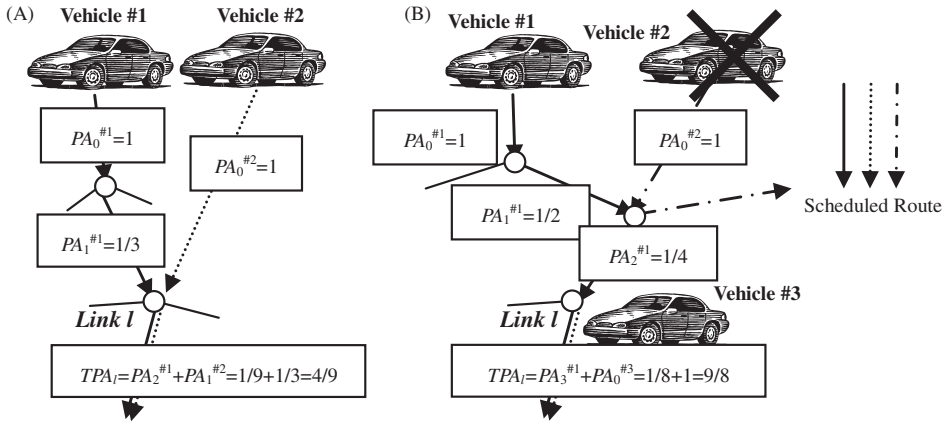 (A)
Vehicle #1
Vehicle #2
PA₀^#1=1
PA₀^#2=1
PA₁^#1=1/3
Link l
TPAₗ=PA₂^#1+PA₁^#2=1/9+1/3=4/9
(B)
Vehicle #1
Vehicle #2
PA₀^#1=1
PA₀^#2=1
PA₁^#1=1/2
PA₂^#1=1/4
Scheduled Route
Vehicle #3
Link l
TPAₗ=PA₃^#1+PA₀^#3=1/8+1=9/8